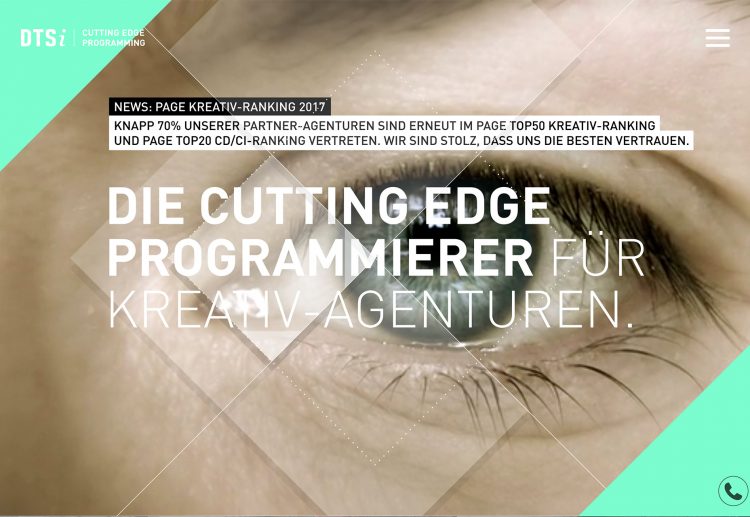 DTSi
CUTTING EDGE
PROGRAMMING
NEWS: PAGE KREATIV-RANKING 2017
KNAPP 70% UNSERER PARTNER-AGENTUREN SIND ERNEUT IM PAGE TOP50 KREATIV-RANKING
UND PAGE TOP20 CD/CI-RANKING VERTRETEN. WIR SIND STOLZ, DASS UNS DIE BESTEN VERTRAUEN.
DIE CUTTING EDGE
PROGRAMMIERER FÜR
KREATIV-AGENTUREN.